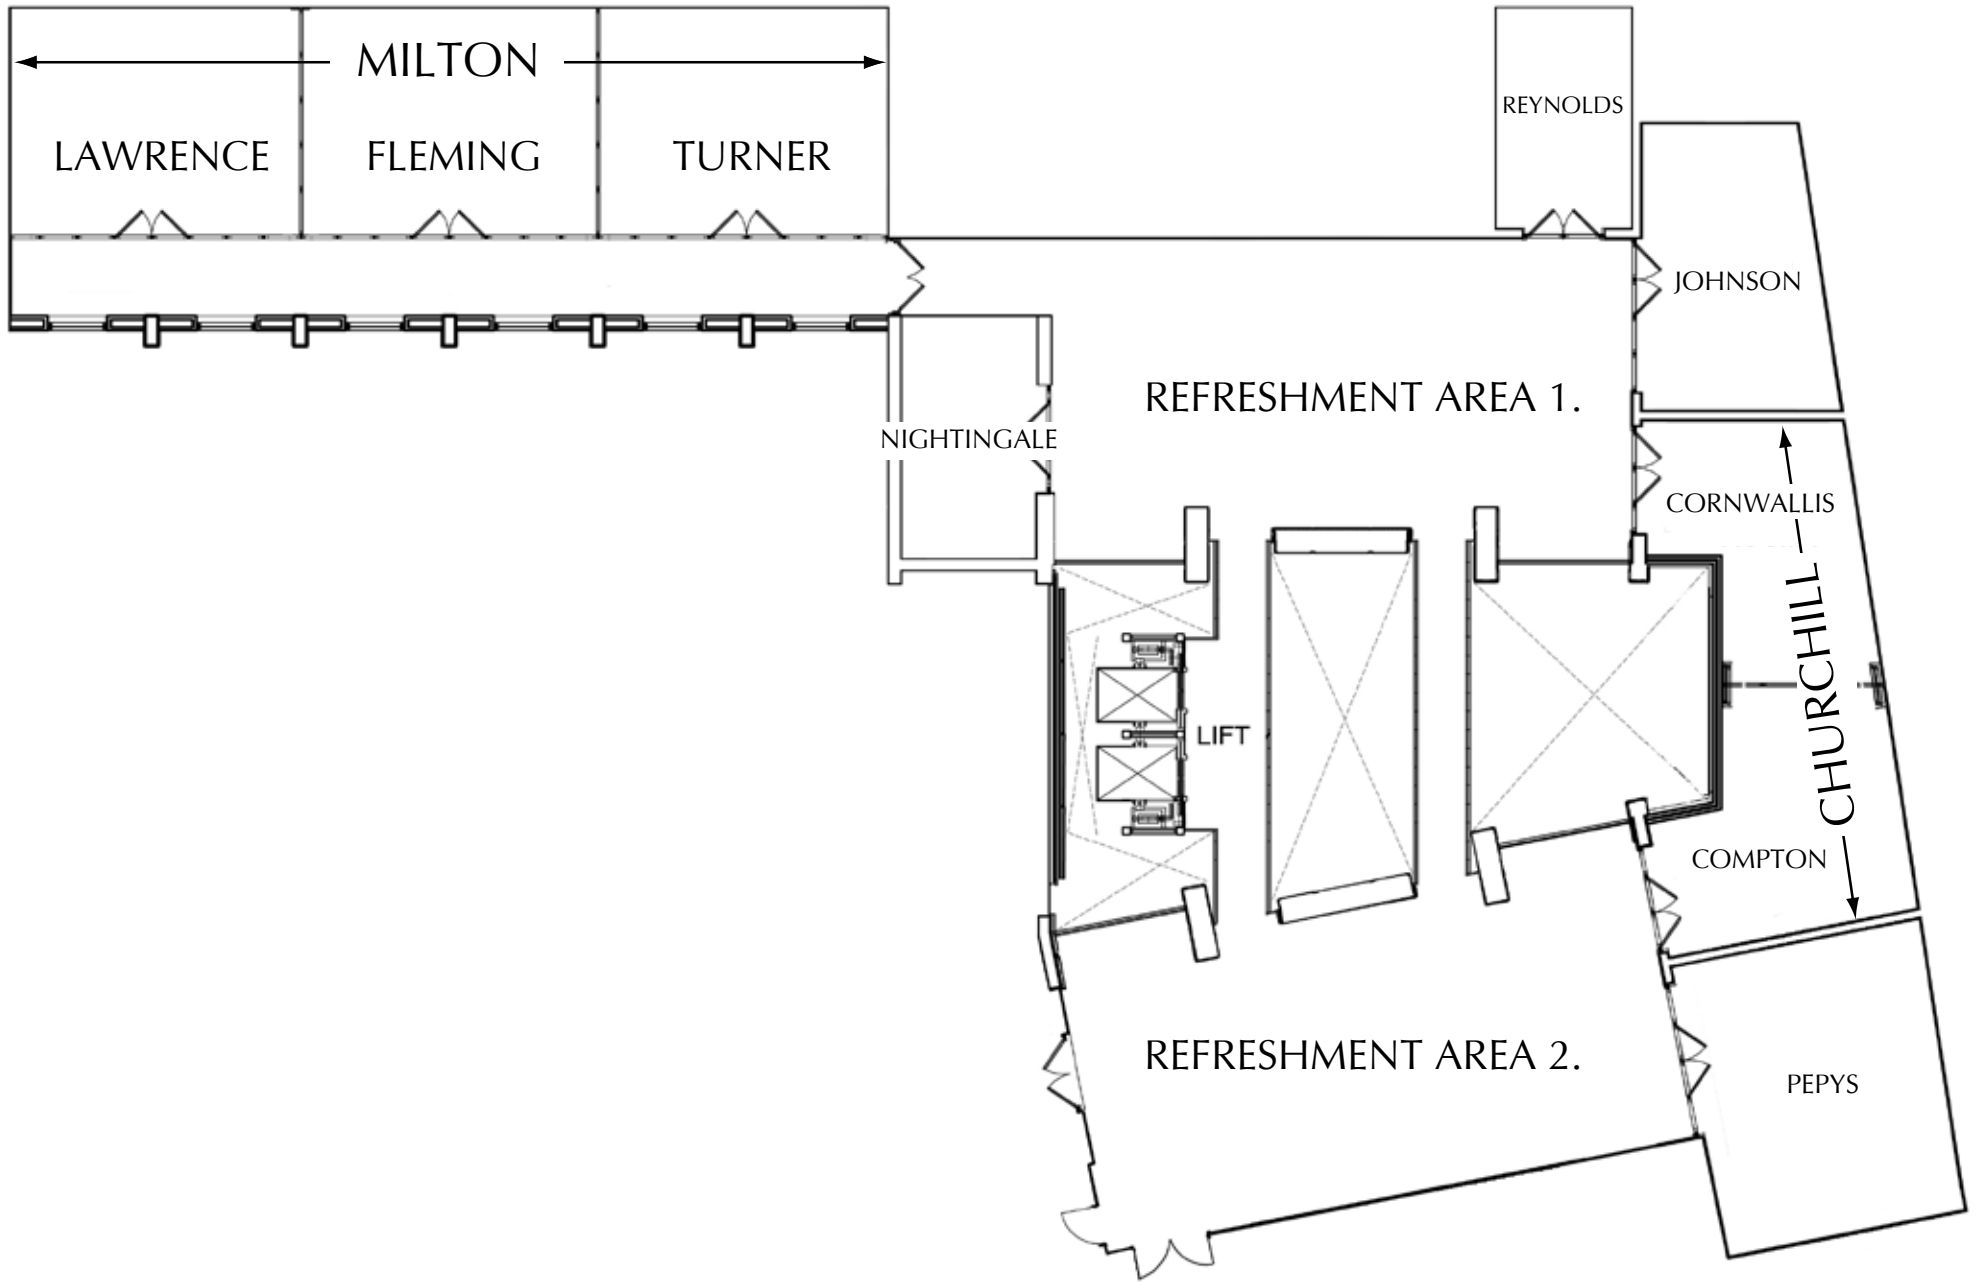 MILTON
LAWRENCE
FLEMING
TURNER
REYNOLDS
JOHNSON
REFRESHMENT AREA 1.
NIGHTINGALE
CORNWALLIS
CHURCHILL
LIFT
COMPTON
REFRESHMENT AREA 2.
PEPYS